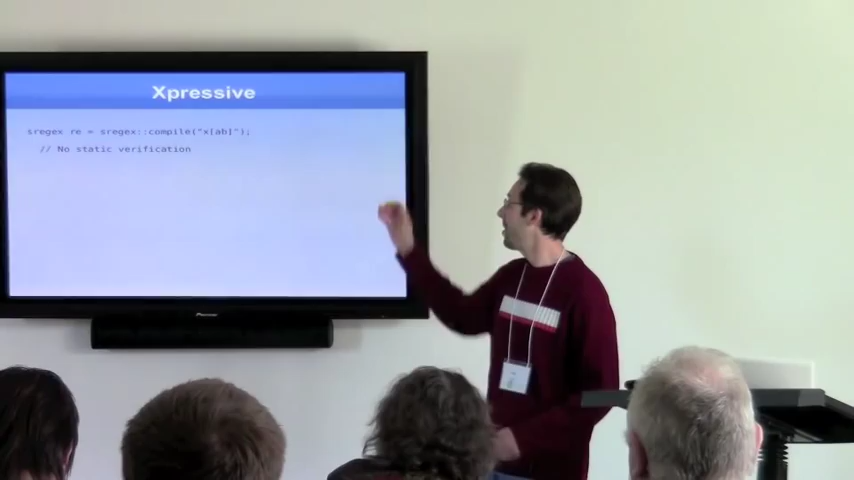 Xpressive
sregex re = sregex::compile("x[ab]");
// No static verification
Pioneer